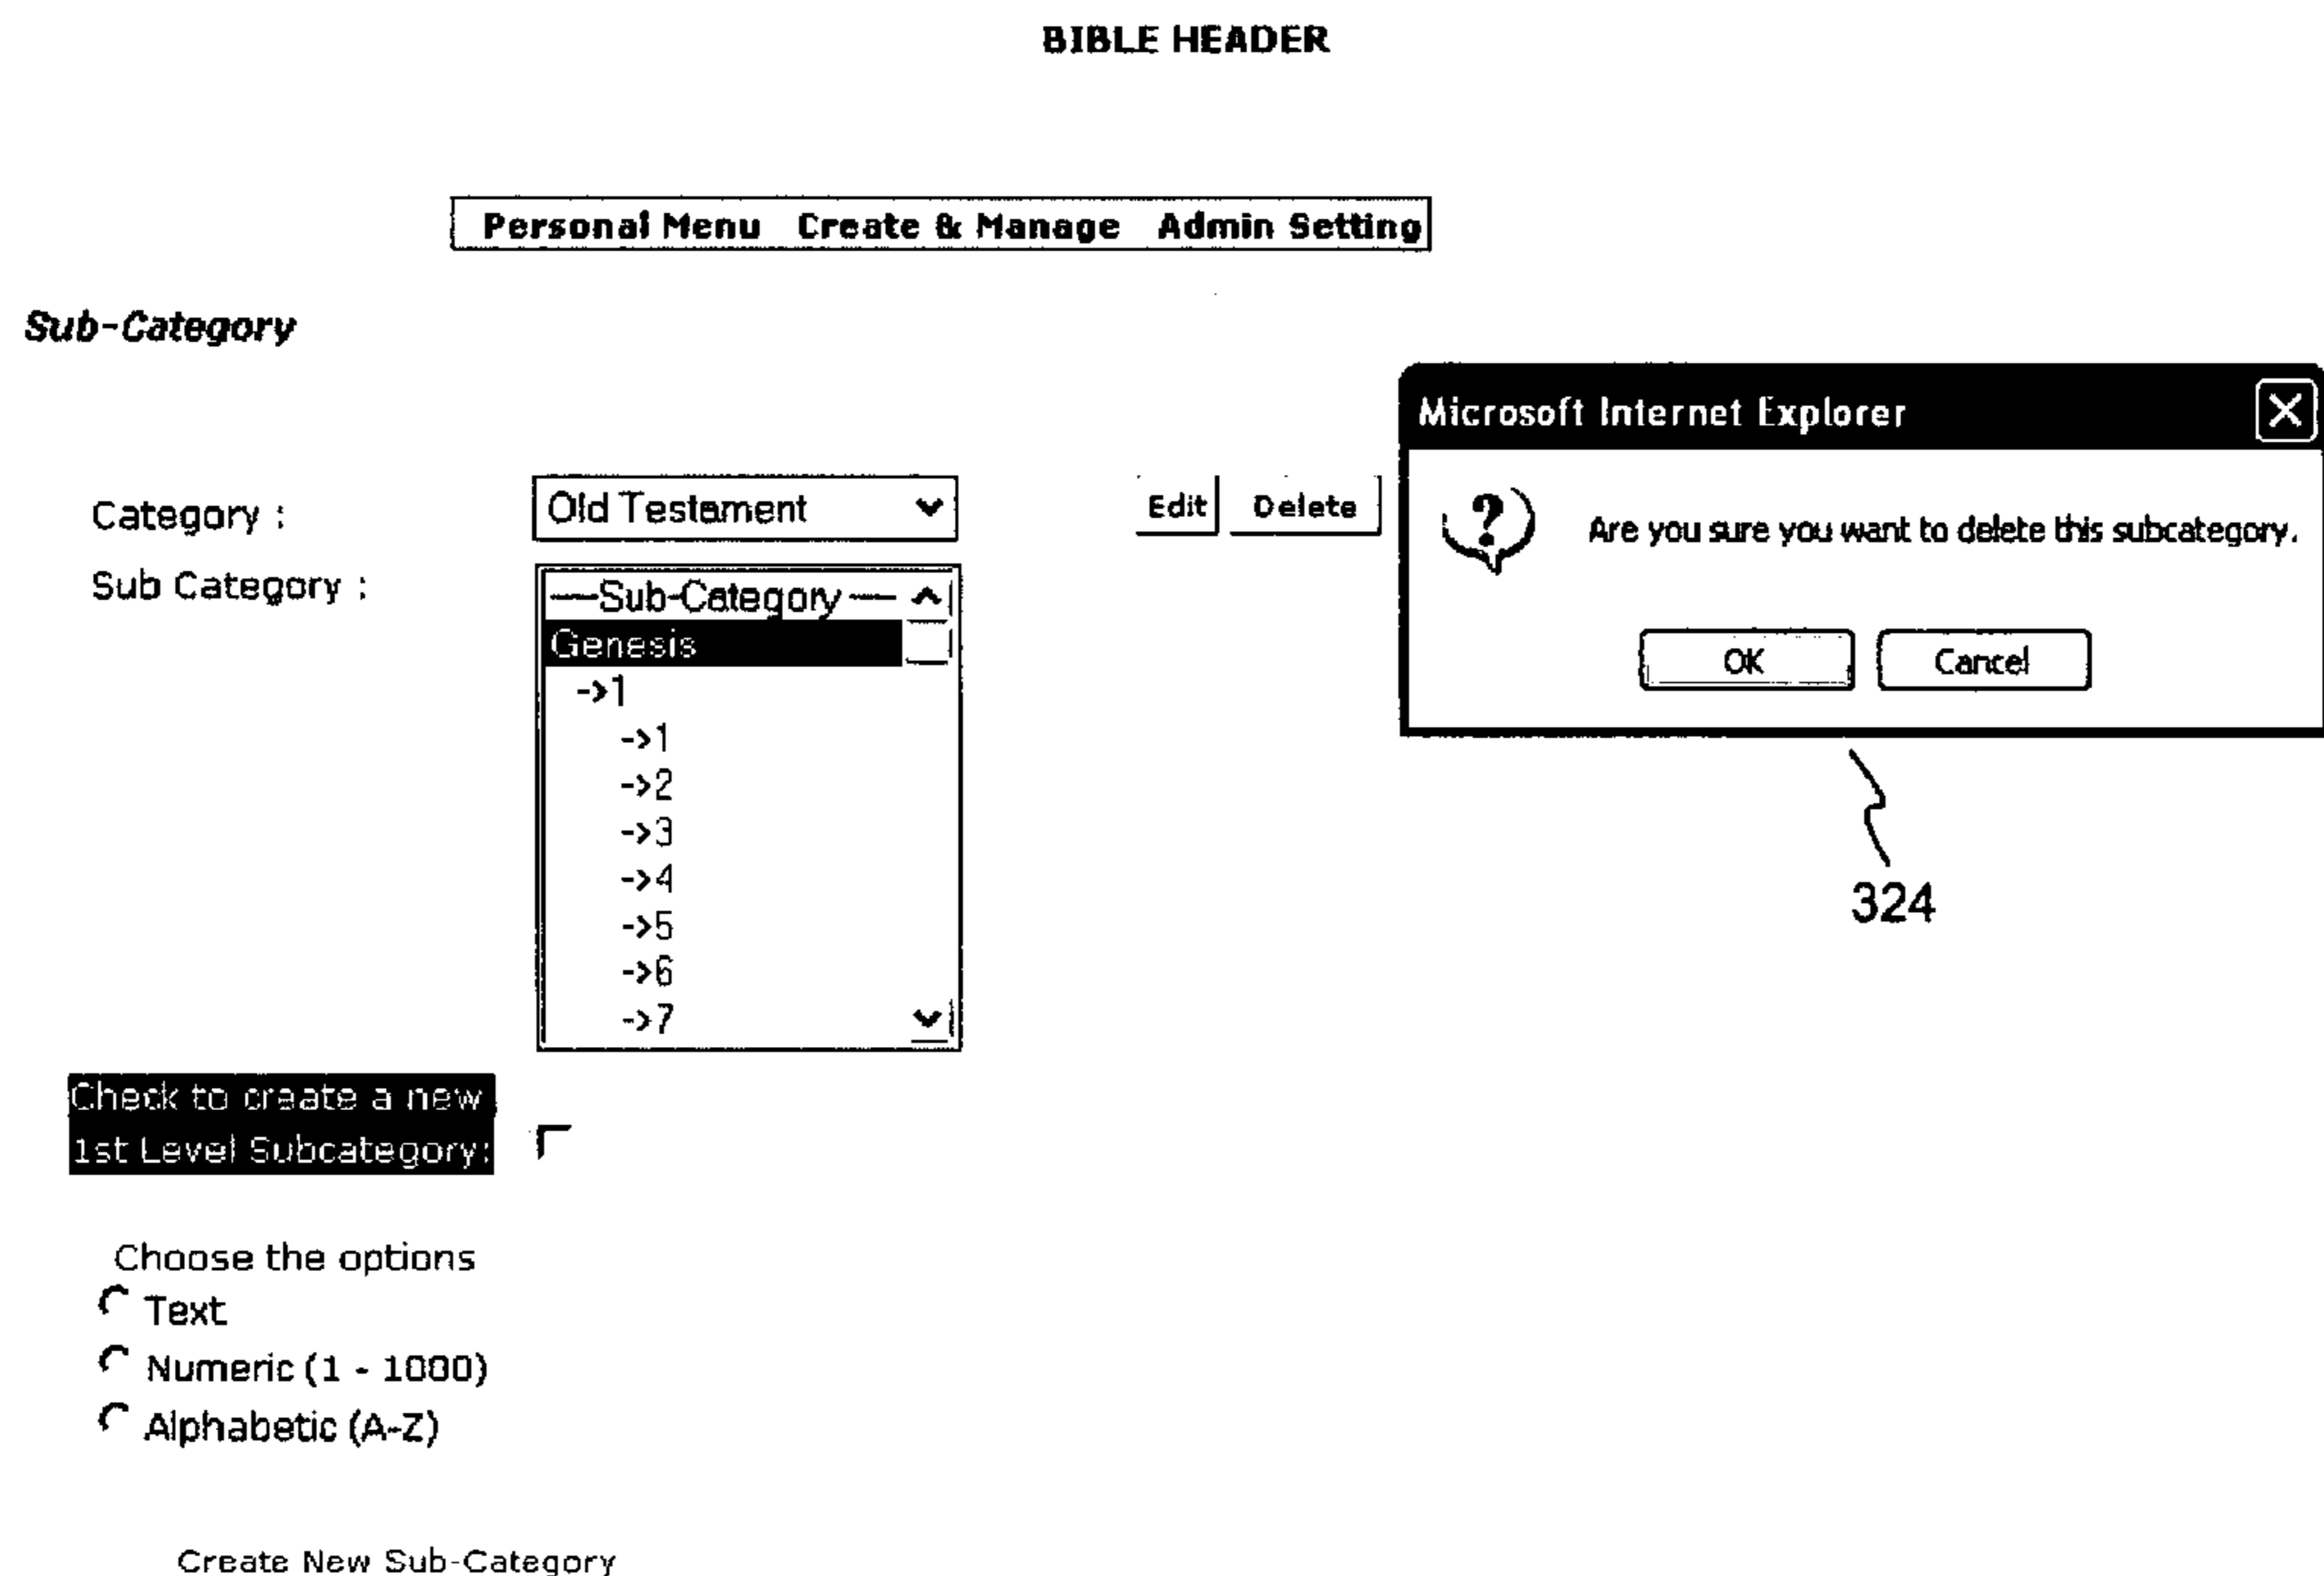 BIBLE HEADER
Personal Menu Create & Manage Admin Setting
Sub-Category
Microsoft Internet Explorer
Category : Old Testament Edit Delete
Are you sure you want to delete this subcategory.
Sub Category : —Sub-Category—
Genesis
OK Cancel
->1
->1
->2
->3
->4
324
->5
->6
->7
Check to create a new
1st Level Subcategory:
Choose the options
Text
Numeric (1 - 1000)
Alphabetic (A-Z)
Create New Sub-Category